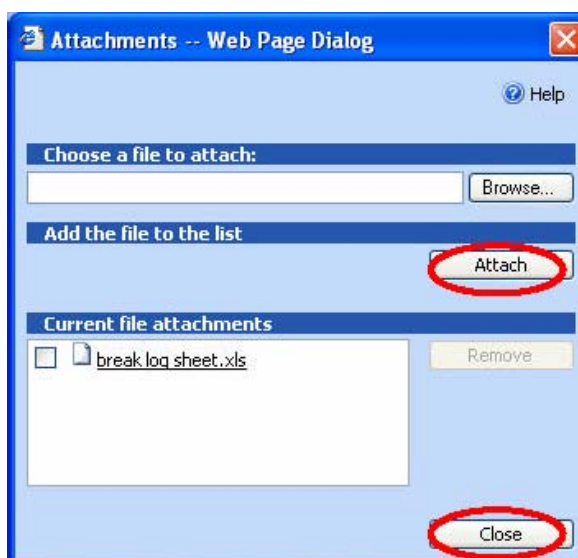 Attachments -- Web Page Dialog
Help
Choose a file to attach:
Browse...
Add the file to the list
Attach
Current file attachments
break log sheet.xls
Remove
Close